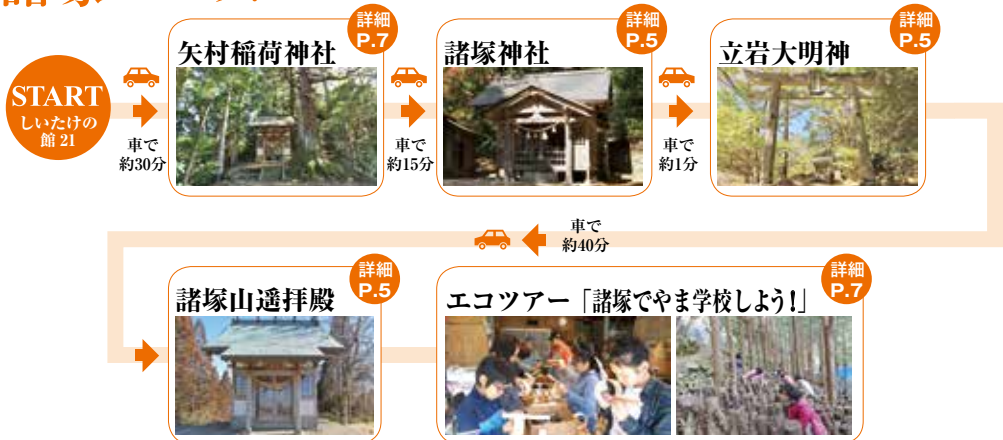 START
しいたけの
館 21
車で
約30分
詳細
P.7
矢村稲荷神社
車で
約15分
詳細
P.5
諸塚神社
車で
約1分
詳細
P.5
立岩大明神
車で
約40分
詳細
P.5
諸塚山遥拝殿
詳細
P.7
エコツアー「諸塚でやま学校しよう!」